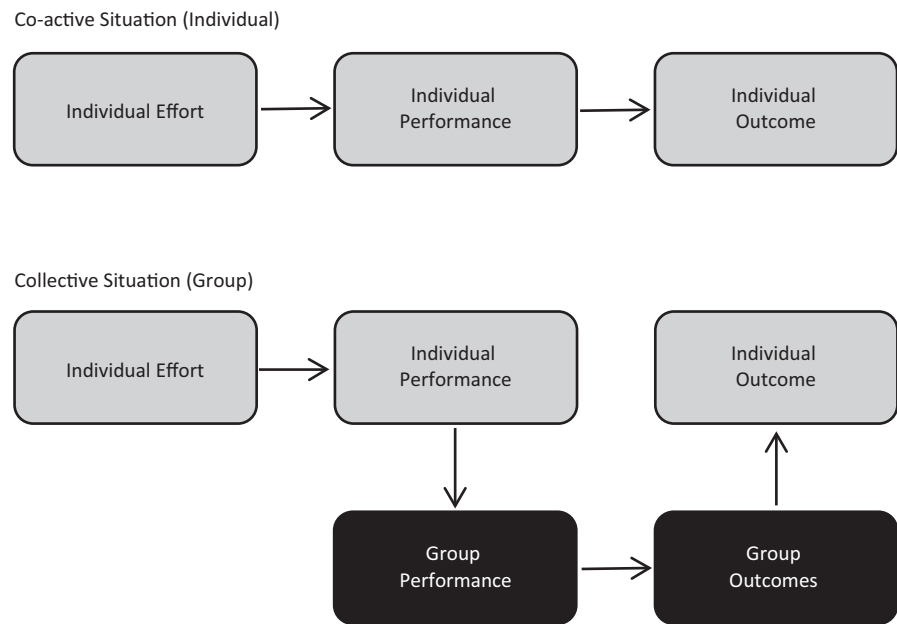 Co-active Situation (Individual)
Individual Effort
Individual
Performance
Individual
Outcome
Collective Situation (Group)
Individual Effort
Individual
Performance
Individual
Outcome
Group
Performance
Group
Outcomes